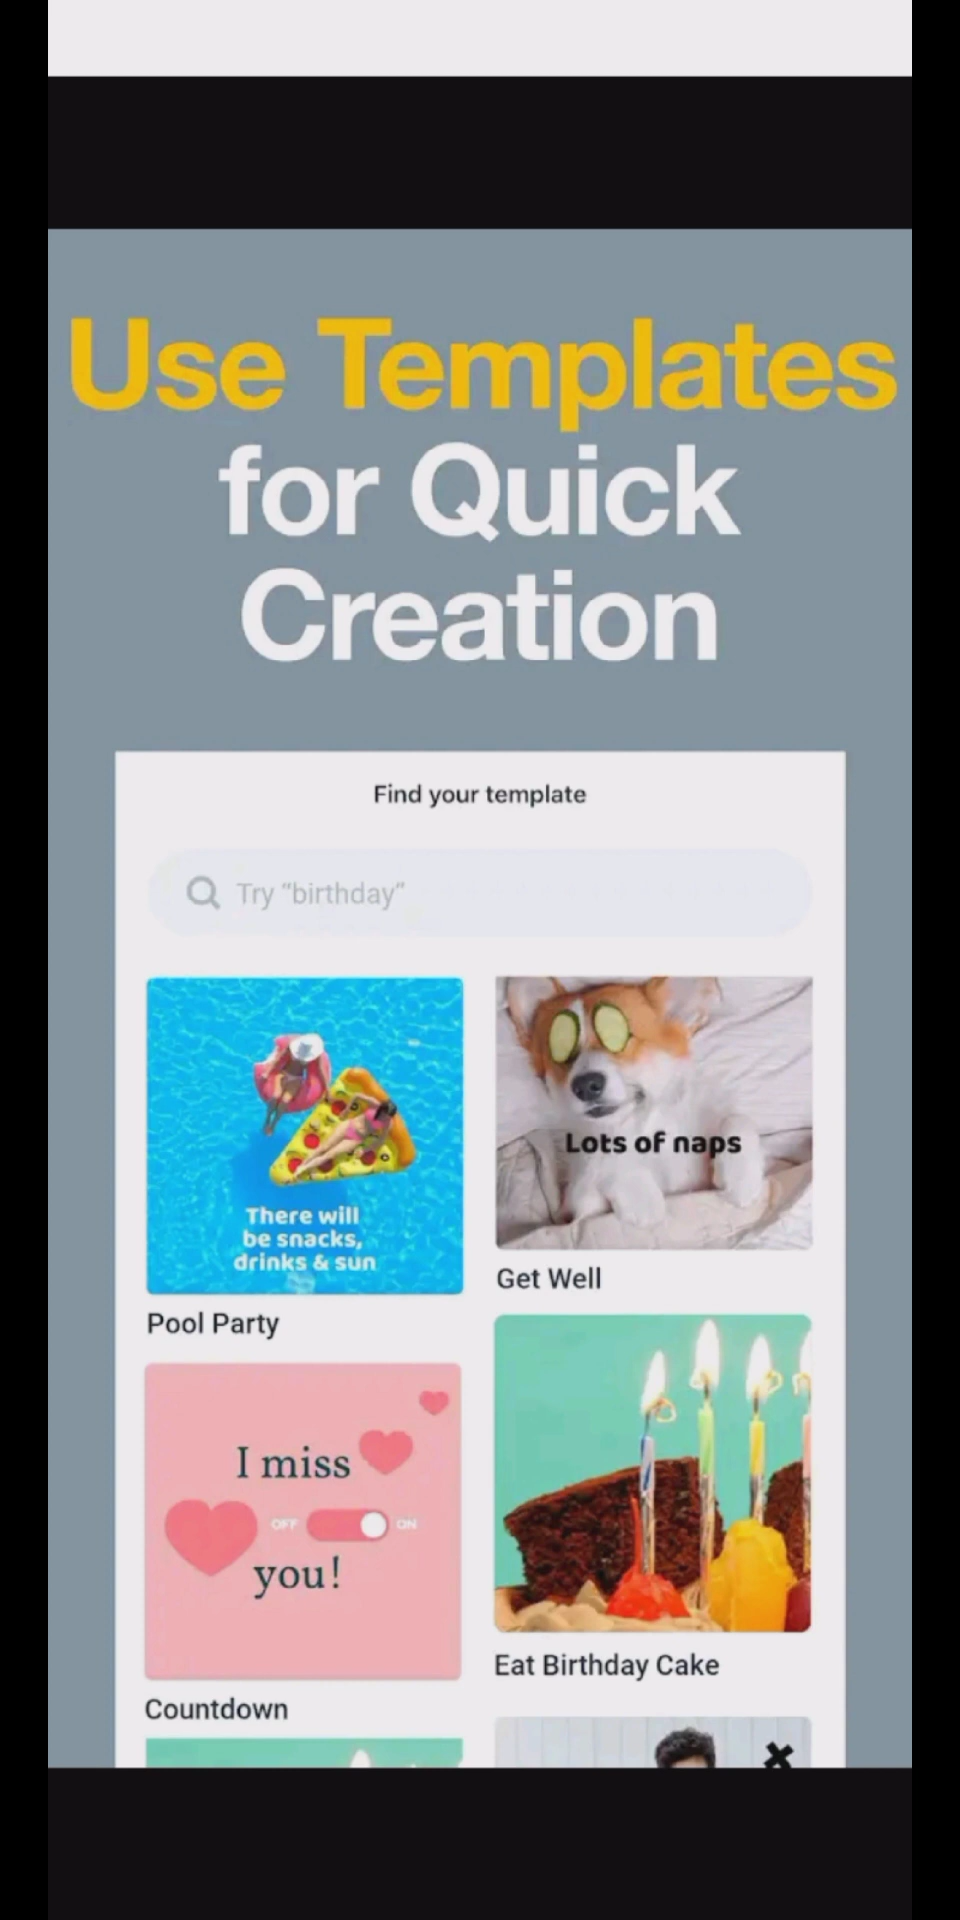 Use Templates
for Quick
Creation
Find your template
Try “birthday”
There will
be snacks,
drinks & sun
Pool Party
Lots of naps
Get Well
I miss
OFF ON
you!
Countdown
Eat Birthday Cake